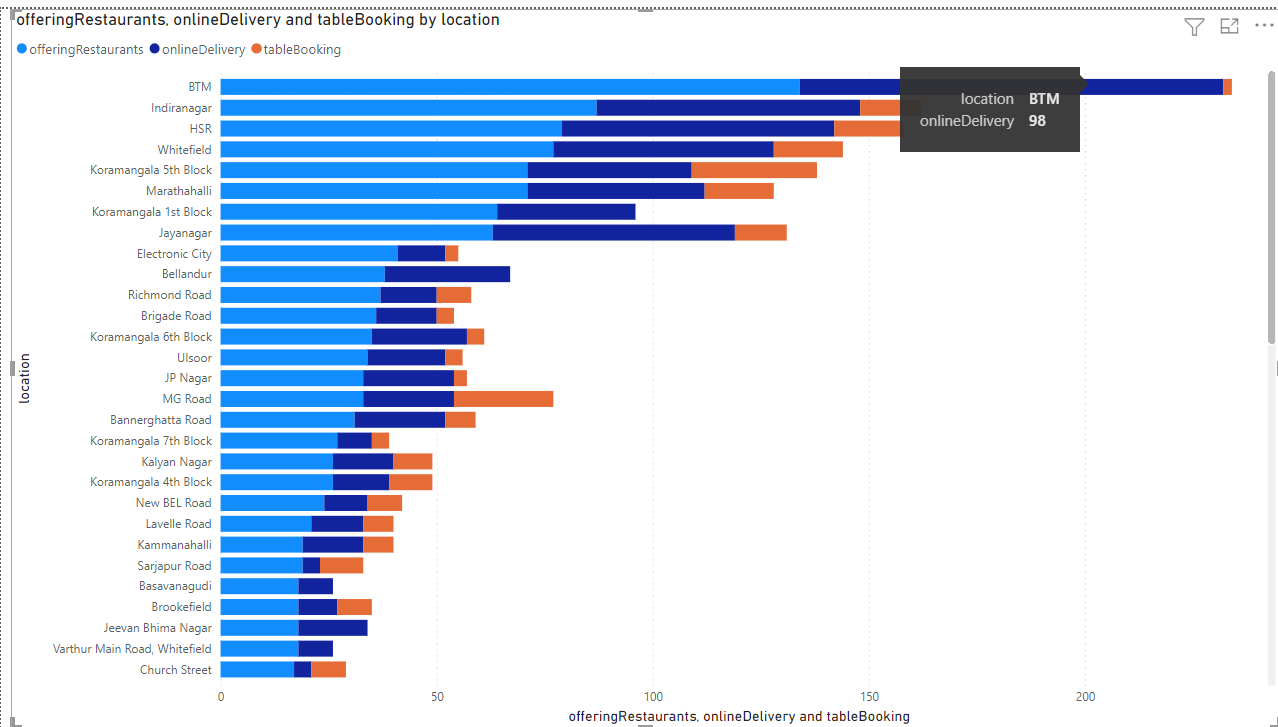 offeringRestaurants, onlineDelivery and tableBooking by location
offeringRestaurants onlineDelivery tableBooking
location BTM
onlineDelivery 98
BTM
Indiranagar
HSR
Whitefield
Koramangala 5th Block
Marathahalli
Koramangala 1st Block
Jayanagar
Electronic City
Bellandur
Richmond Road
Brigade Road
Koramangala 6th Block
Ulsoor
JP Nagar
MG Road
Bannerghatta Road
Koramangala 7th Block
Kalyan Nagar
Koramangala 4th Block
New BEL Road
Lavelle Road
Kammanahalli
Sarjapur Road
Basavanagudi
Brookefield
Jeevan Bhima Nagar
Varthur Main Road, Whitefield
Church Street
location
0 50 100 150 200
offeringRestaurants, onlineDelivery and tableBooking